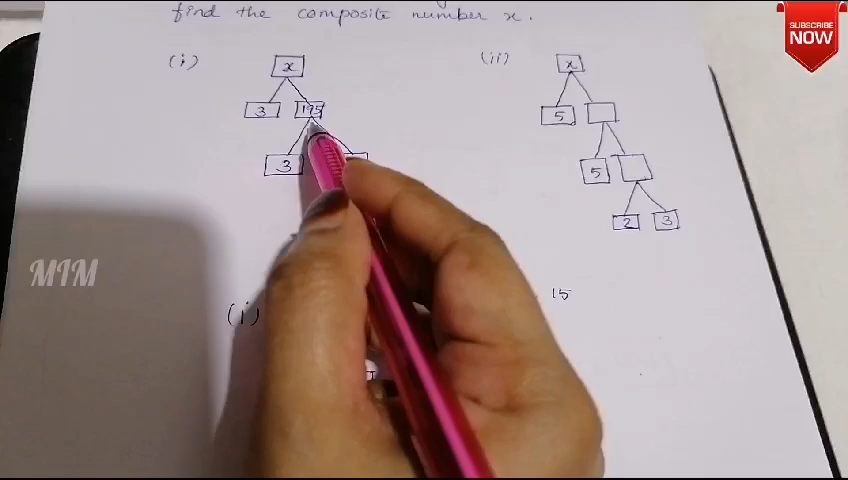 find the composite number x.
(i) x (ii) x
3 195 5
3 5
2 3
(i) 15
MIM
SUBSCRIBE
NOW